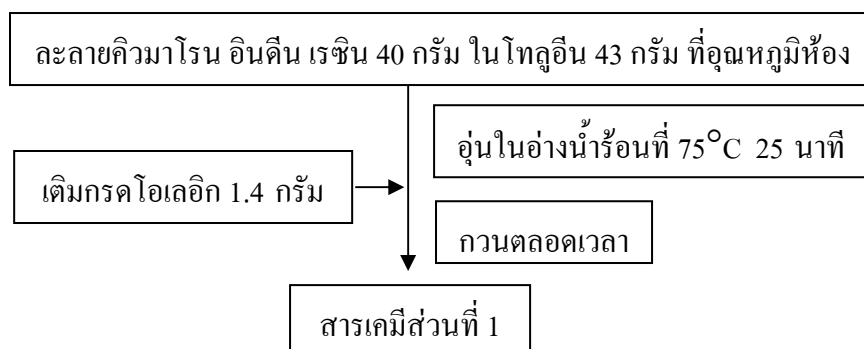 ละลายคิวมาโรน อินดีน เรซิน 40 กรัม ในโทลูอีน 43 กรัม ที่อุณหภูมิห้อง
อุ่นในอ่างน้ำร้อนที่ 75°C 25 นาที
เติมกรดโอเลอิก 1.4 กรัม
กวนตลอดเวลา
สารเคมีส่วนที่ 1